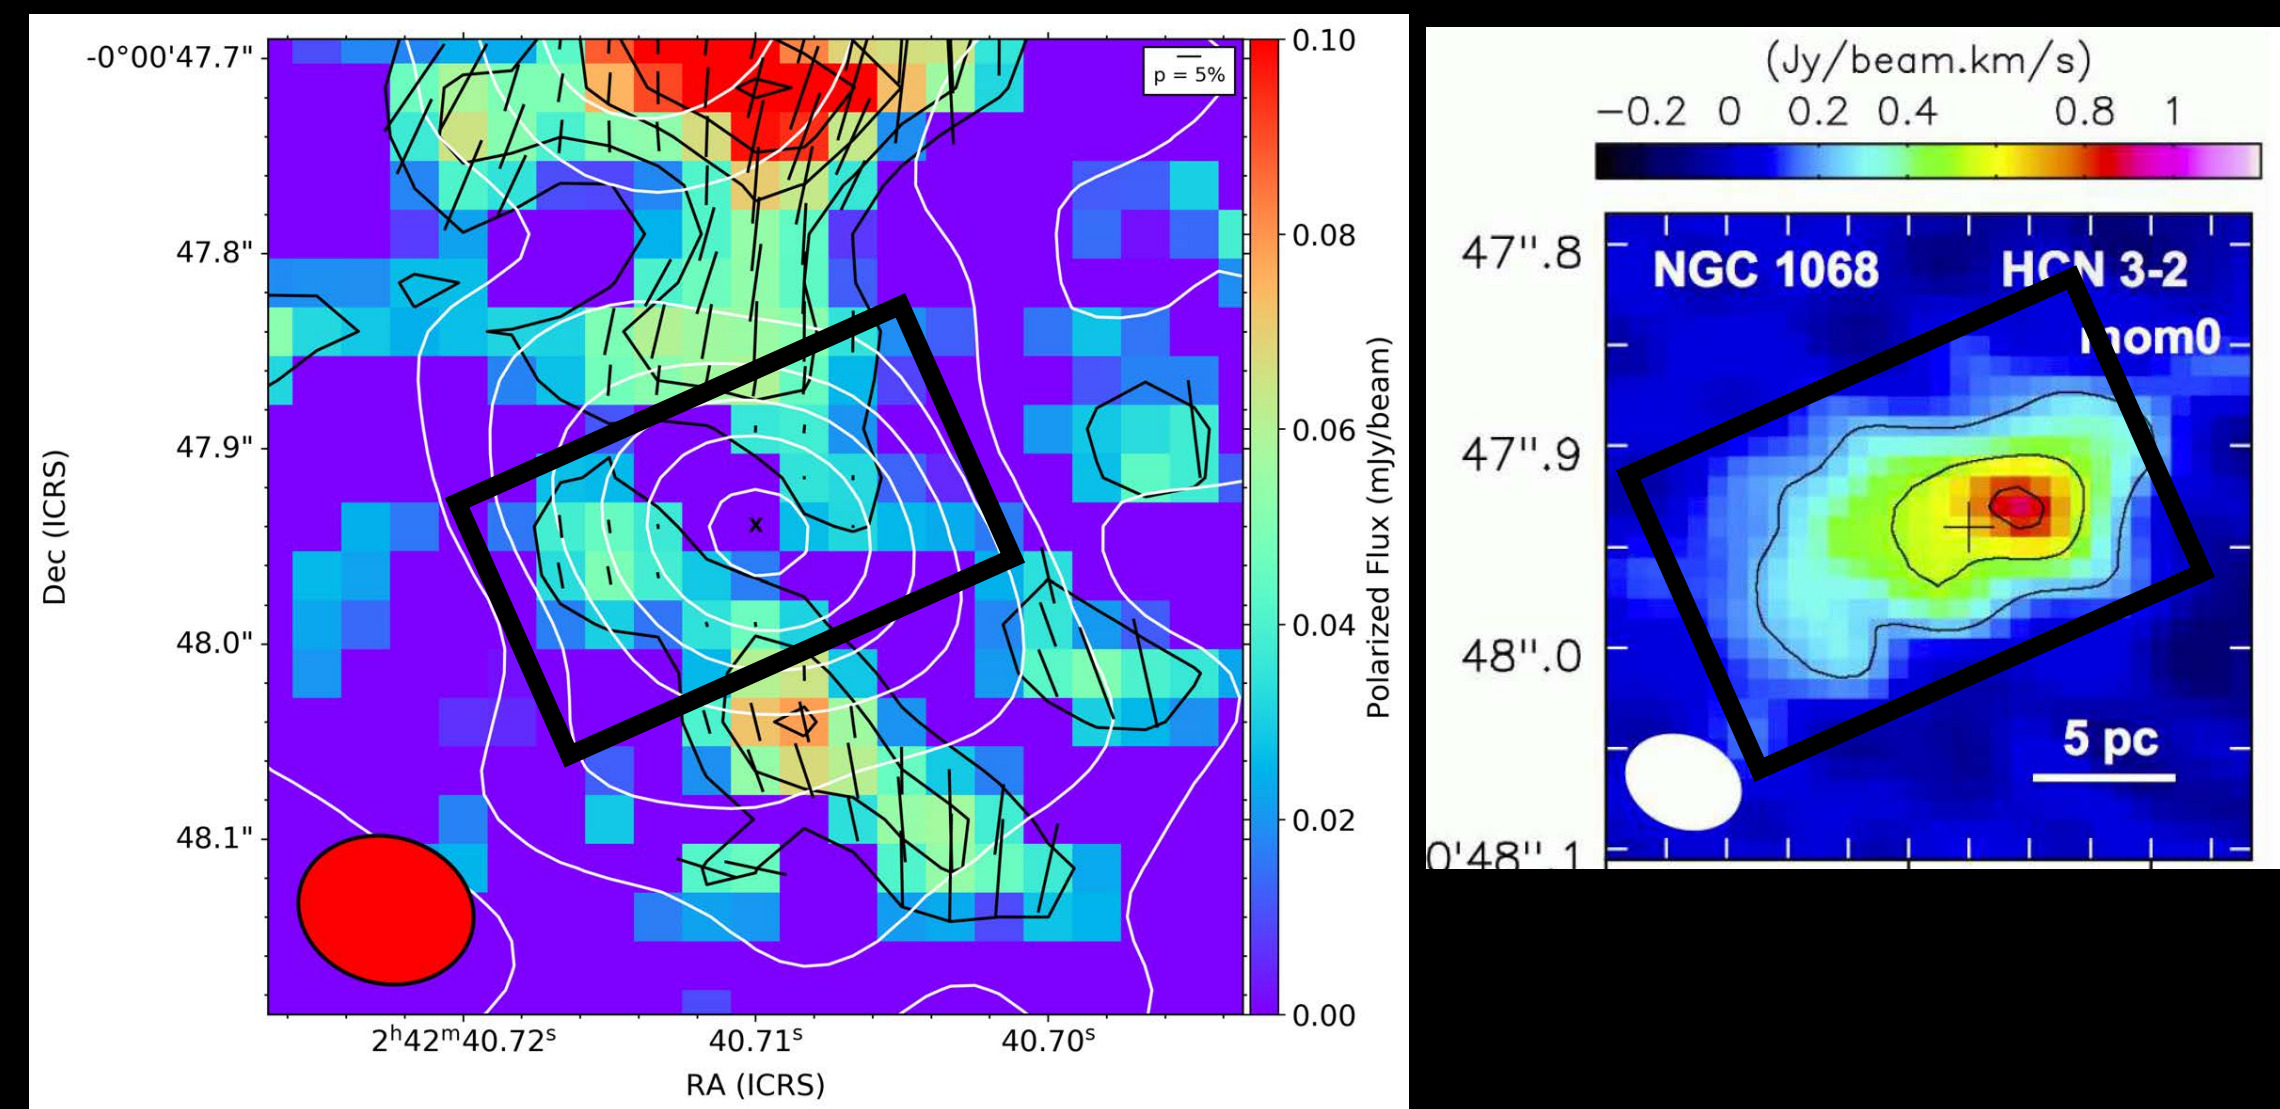 -0°00'47.7"
47.8"
47.9"
48.0"
48.1"
Dec (ICRS)
2ʰ42ᵐ40.72ˢ
40.71ˢ
40.70ˢ
RA (ICRS)
p = 5%
x
0.10
0.08
0.06
0.04
0.02
0.00
Polarized Flux (mJy/beam)
(Jy/beam.km/s)
−0.2 0 0.2 0.4 0.8 1
47".8
47".9
48".0
0'48".1
NGC 1068
HCN 3-2
mom0
5 pc